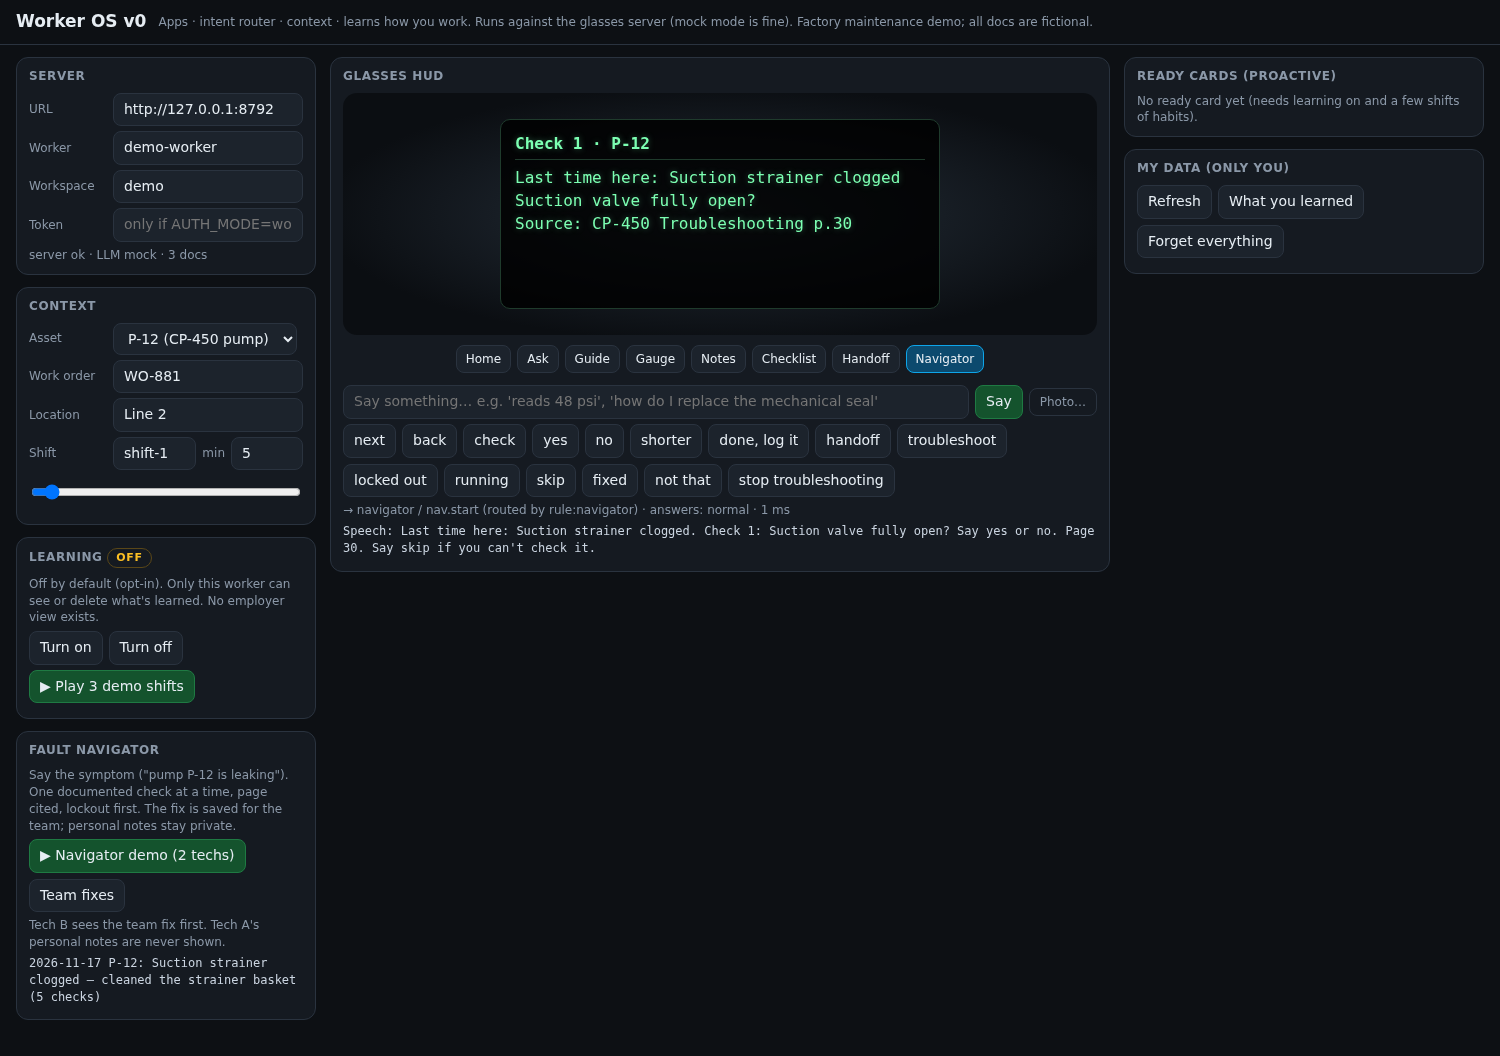 Worker OS v0
Apps · intent router · context · learns how you work. Runs against the glasses server (mock mode is fine). Factory maintenance demo; all docs are fictional.
SERVER
URL
http://127.0.0.1:8792
Worker
demo-worker
Workspace
demo
Token
only if AUTH_MODE=wo
server ok · LLM mock · 3 docs
CONTEXT
Asset
P-12 (CP-450 pump)
Work order
WO-881
Location
Line 2
Shift
shift-1
min
5
LEARNING OFF
Off by default (opt-in). Only this worker can
see or delete what's learned. No employer
view exists.
Turn on
Turn off
▶ Play 3 demo shifts
FAULT NAVIGATOR
Say the symptom ("pump P-12 is leaking").
One documented check at a time, page
cited, lockout first. The fix is saved for the
team; personal notes stay private.
▶ Navigator demo (2 techs)
Team fixes
Tech B sees the team fix first. Tech A's
personal notes are never shown.
2026-11-17 P-12: Suction strainer
clogged — cleaned the strainer basket
(5 checks)
GLASSES HUD
Check 1 · P-12
Last time here: Suction strainer clogged
Suction valve fully open?
Source: CP-450 Troubleshooting p.30
Home
Ask
Guide
Gauge
Notes
Checklist
Handoff
Navigator
Say something... e.g. 'reads 48 psi', 'how do I replace the mechanical seal'
Say
Photo...
next
back
check
yes
no
shorter
done, log it
handoff
troubleshoot
locked out
running
skip
fixed
not that
stop troubleshooting
→ navigator / nav.start (routed by rule:navigator) · answers: normal · 1 ms
Speech: Last time here: Suction strainer clogged. Check 1: Suction valve fully open? Say yes or no. Page
30. Say skip if you can't check it.
READY CARDS (PROACTIVE)
No ready card yet (needs learning on and a few shifts
of habits).
MY DATA (ONLY YOU)
Refresh
What you learned
Forget everything